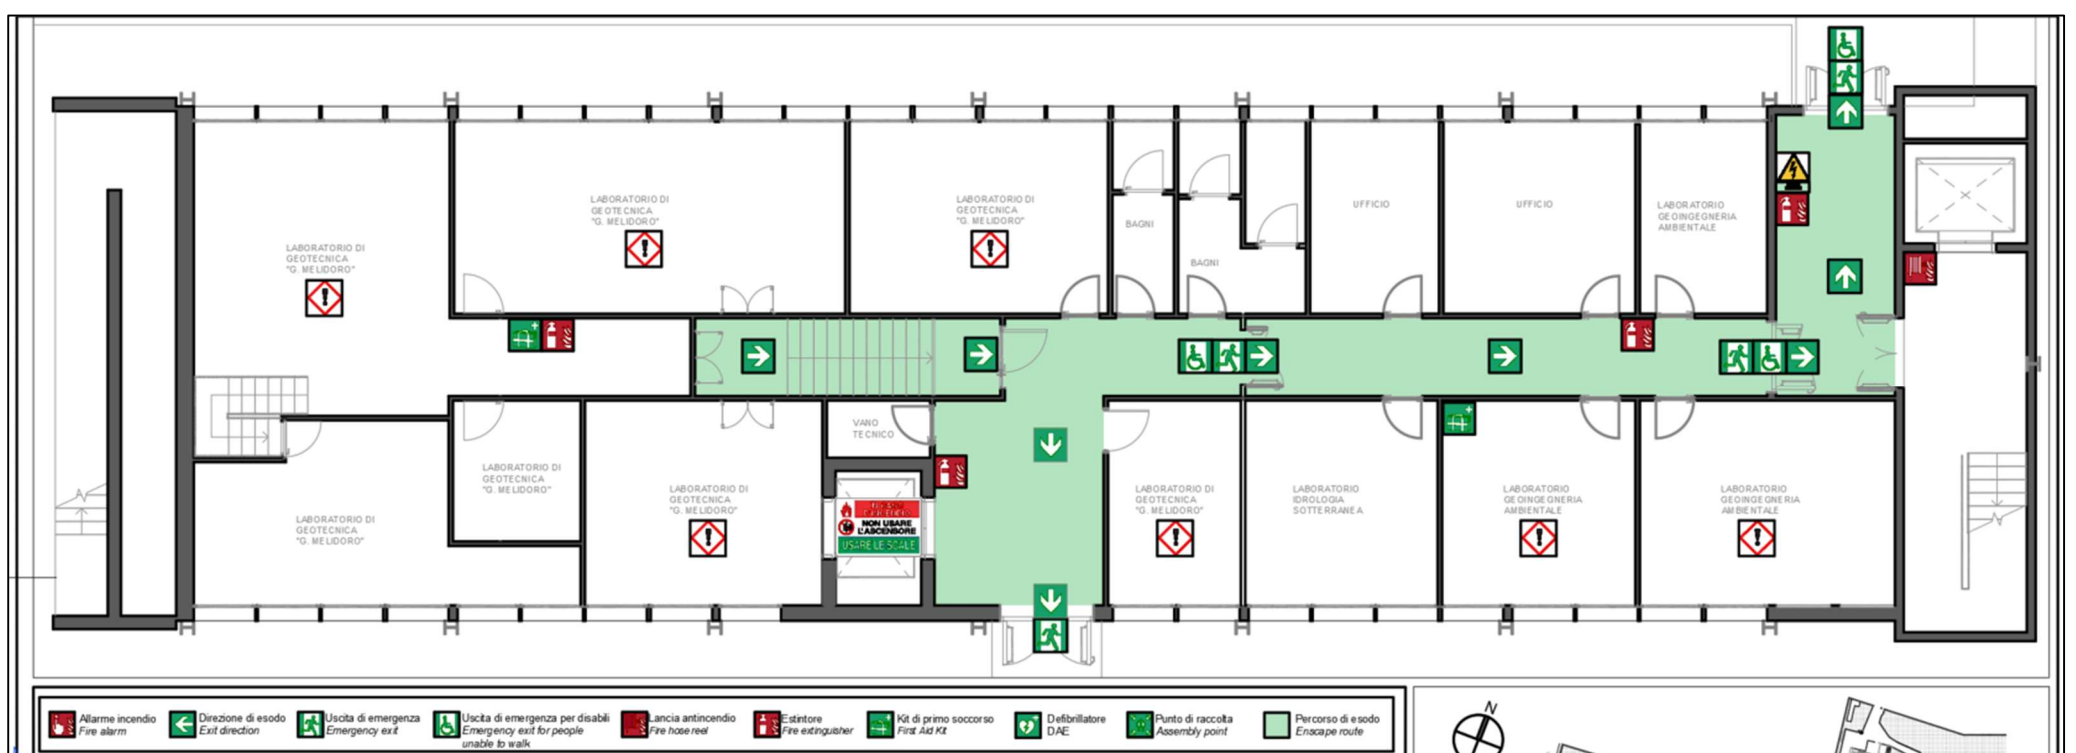 LABORATORIO DI
GEOTECNICA
"G. MELIDORO"
LABORATORIO DI
GEOTECNICA
"G. MELIDORO"
LABORATORIO DI
GEOTECNICA
"G. MELIDORO"
BAGNI
BAGNI
UFFICIO
UFFICIO
LABORATORIO
GEOINGEGNERIA
AMBIENTALE
VANO
TECNICO
LABORATORIO DI
GEOTECNICA
"G. MELIDORO"
LABORATORIO DI
GEOTECNICA
"G. MELIDORO"
LABORATORIO DI
GEOTECNICA
"G. MELIDORO"
NON USARE
L'ASCENSORE
USARE LE SCALE
LABORATORIO DI
GEOTECNICA
"G. MELIDORO"
LABORATORIO
IDROLOGIA
SOTTERRANEA
LABORATORIO
GEOINGEGNERIA
AMBIENTALE
LABORATORIO
GEOINGEGNERIA
AMBIENTALE
Allarme incendio
Fire alarm
Direzione di esodo
Exit direction
Uscita di emergenza
Emergency exit
Uscita di emergenza per disabili
Emergency exit for people
unable to walk
Lancia antincendio
Fire hose reel
Estintore
Fire extinguisher
Kit di primo soccorso
First Aid Kit
Defibrillatore
DAE
Punto di raccolta
Assembly point
Percorso di esodo
Enscape route
N